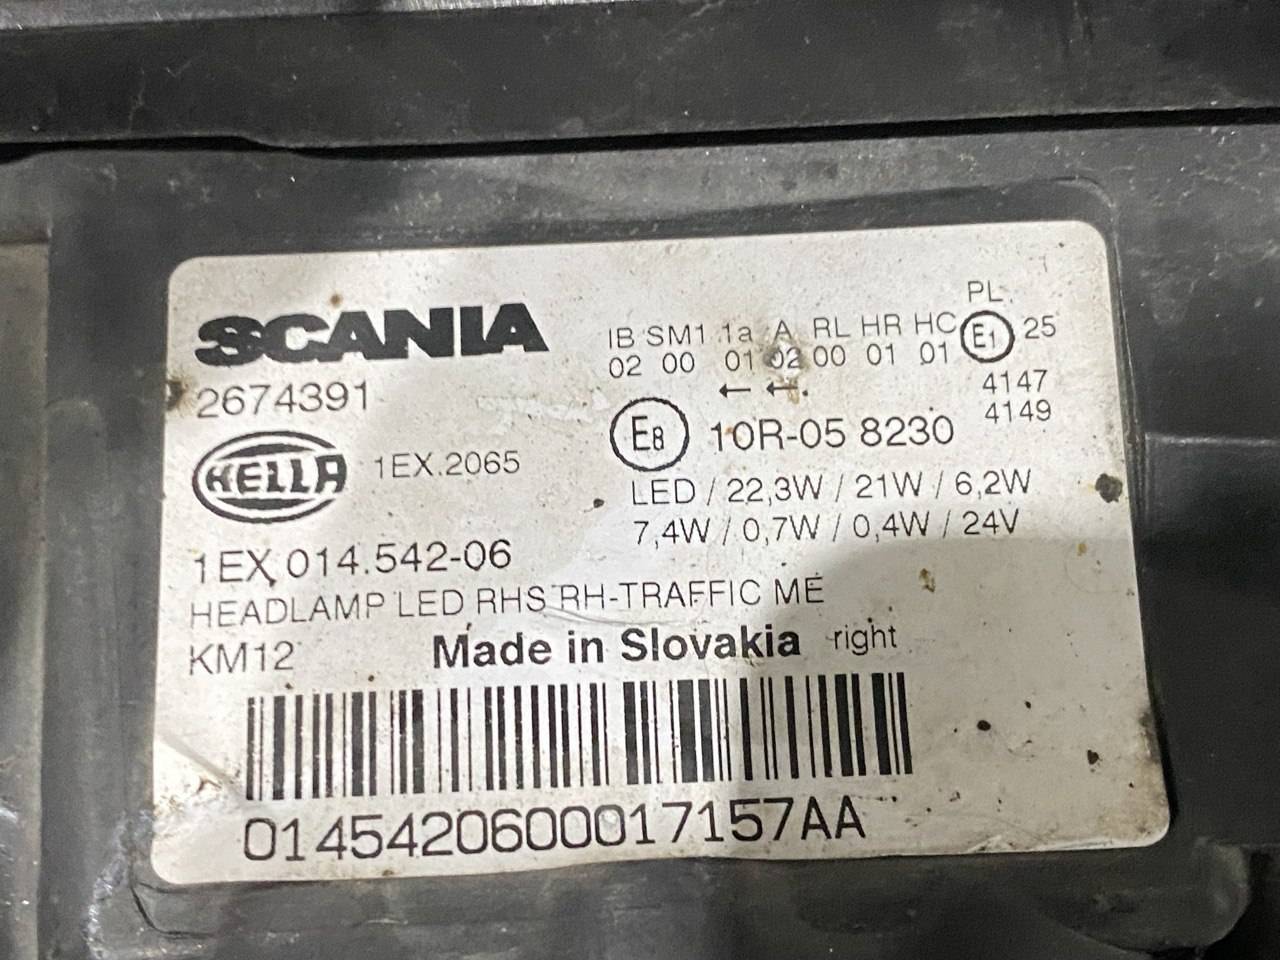 SCANIA
2674391
HELLA 1EX.2065
1EX 014.542-06
HEADLAMP LED RHS RH-TRAFFIC ME
KM12 Made in Slovakia right
IB SM1 1a A RL HR HC PL
02 00 01 02 00 01 01 E1 25
← ←
4147
4149
E8 10R-05 8230
LED / 22,3W / 21W / 6,2W
7,4W / 0,7W / 0,4W / 24V
0145420600017157AA